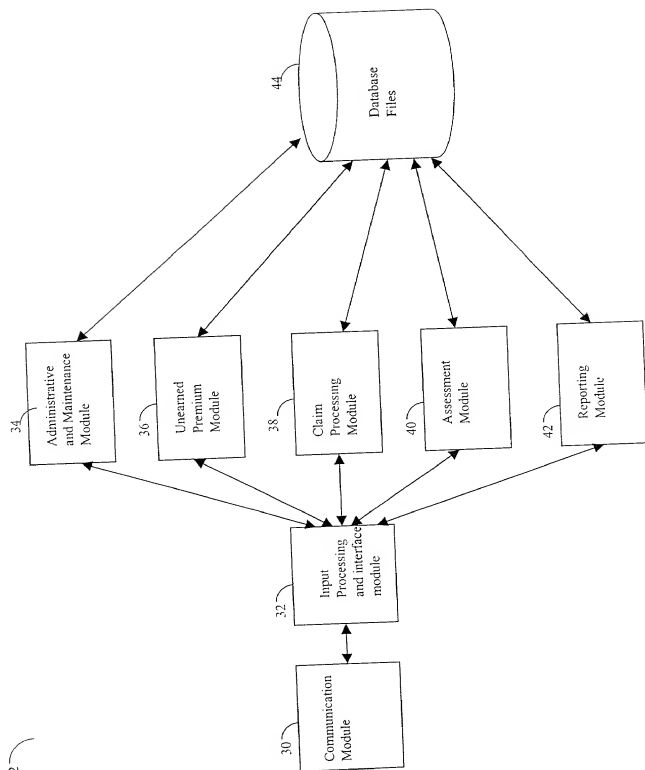 44
Database
Files
34
Administrative
and Maintenance
Module
36
Unearned
Premium
Module
38
Claim
Processing
Module
40
Assessment
Module
42
Reporting
Module
32
Input
Processing
and interface
module
30
Communication
Module